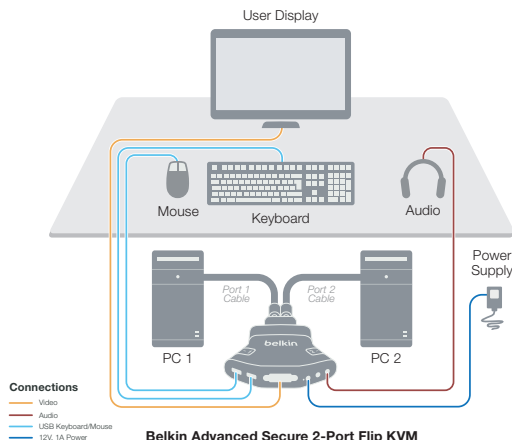 User Display
Mouse
Keyboard
Audio
Power
Supply
Port 1
Cable
Port 2
Cable
PC 1
belkin
PC 2
Connections
Video
Audio
USB Keyboard/Mouse
12V, 1A Power
Belkin Advanced Secure 2-Port Flip KVM